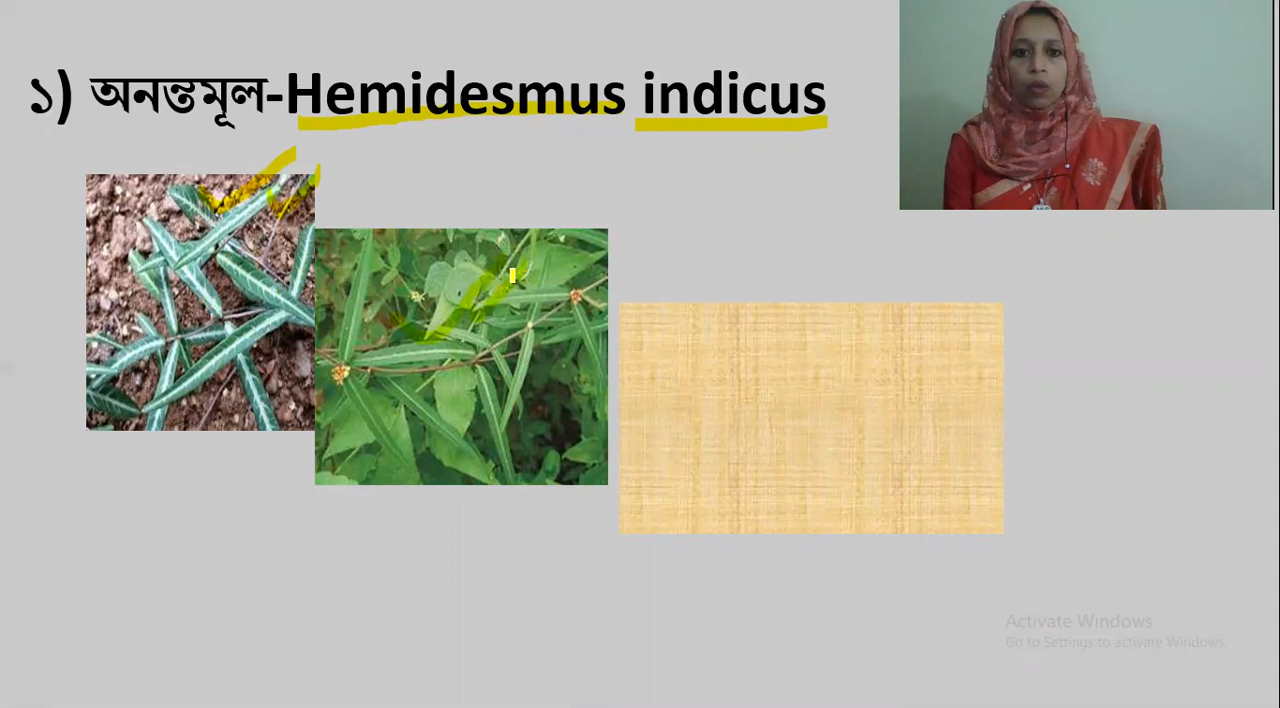 ১) অনন্তমূল-Hemidesmus indicus
Activate Windows
Go to Settings to activate Windows.